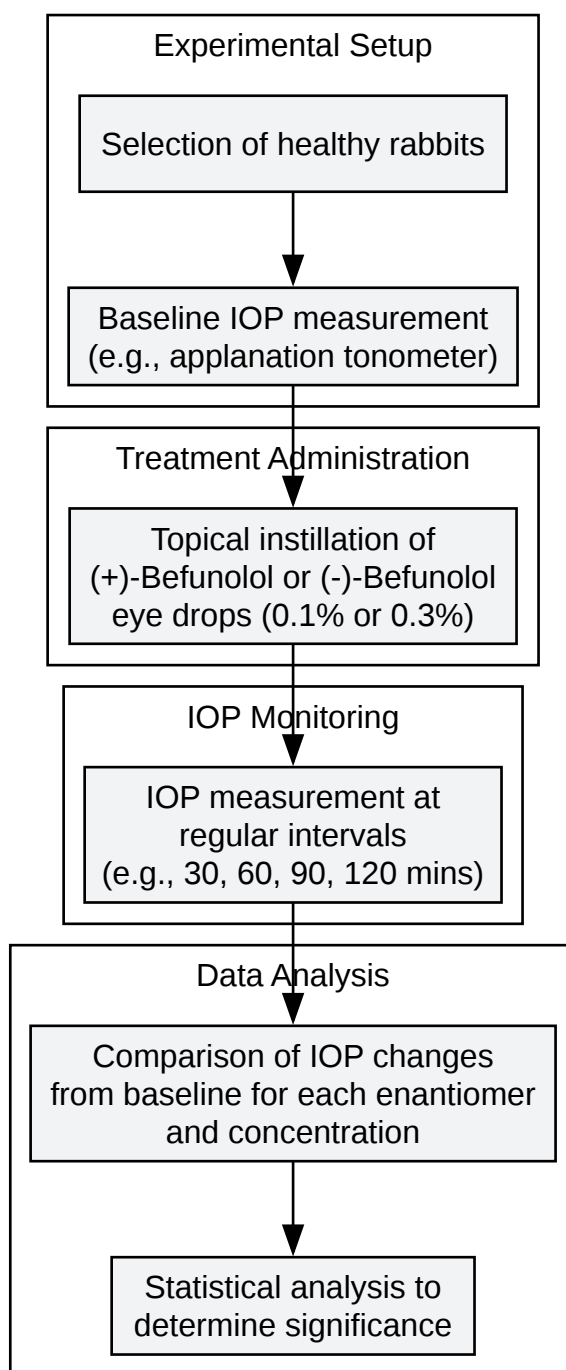 Experimental Setup
Selection of healthy rabbits
Baseline IOP measurement
(e.g., applanation tonometer)
Treatment Administration
Topical instillation of
(+)-Befunolol or (-)-Befunolol
eye drops (0.1% or 0.3%)
IOP Monitoring
IOP measurement at
regular intervals
(e.g., 30, 60, 90, 120 mins)
Data Analysis
Comparison of IOP changes
from baseline for each enantiomer
and concentration
Statistical analysis to
determine significance